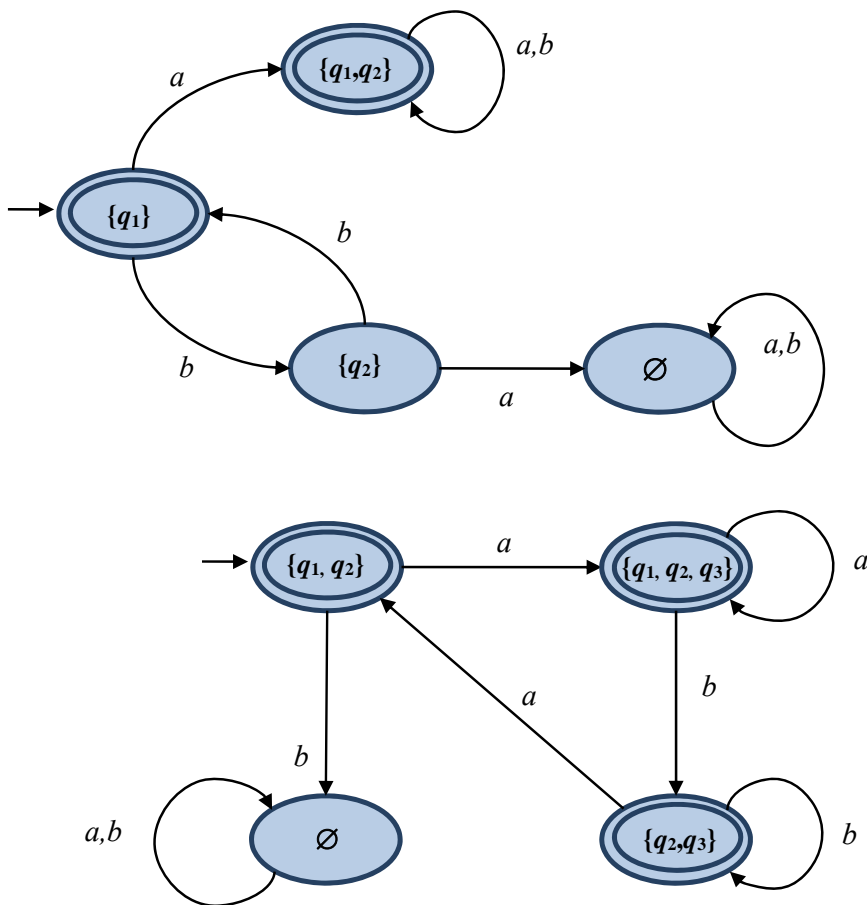 {q₁,q₂}
a,b
a
{q₁}
b
b
{q₂}
a
∅
a,b
{q₁, q₂}
a
{q₁, q₂, q₃}
a
b
a
b
a,b
∅
{q₂,q₃}
b